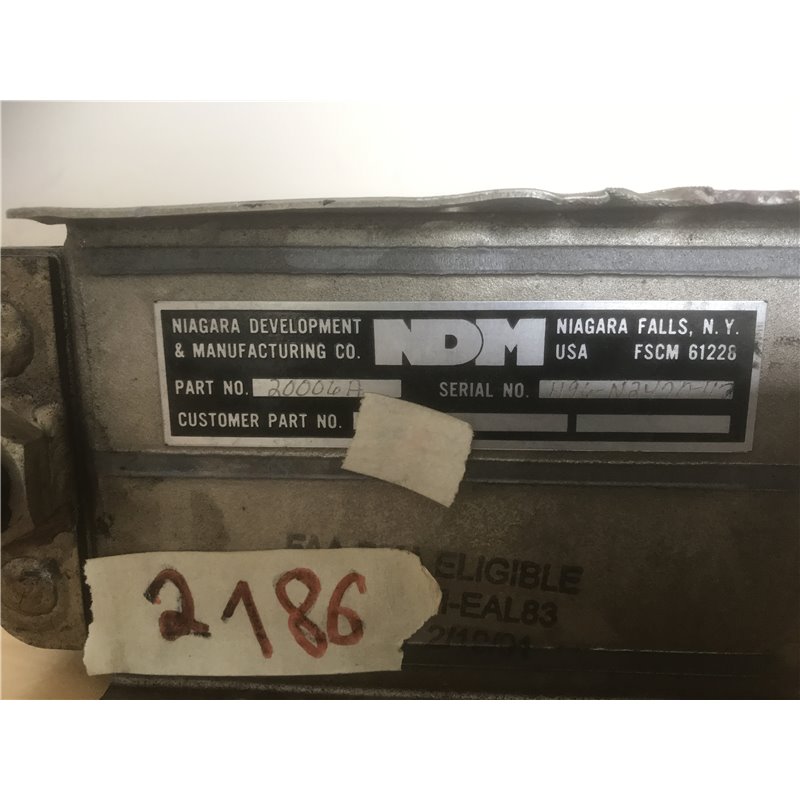 NIAGARA DEVELOPMENT
& MANUFACTURING CO.
NDM
NIAGARA FALLS, N. Y.
USA FSCM 61228
PART NO. 20006A
SERIAL NO.
CUSTOMER PART NO.
ELIGIBLE
-EAL83
2186